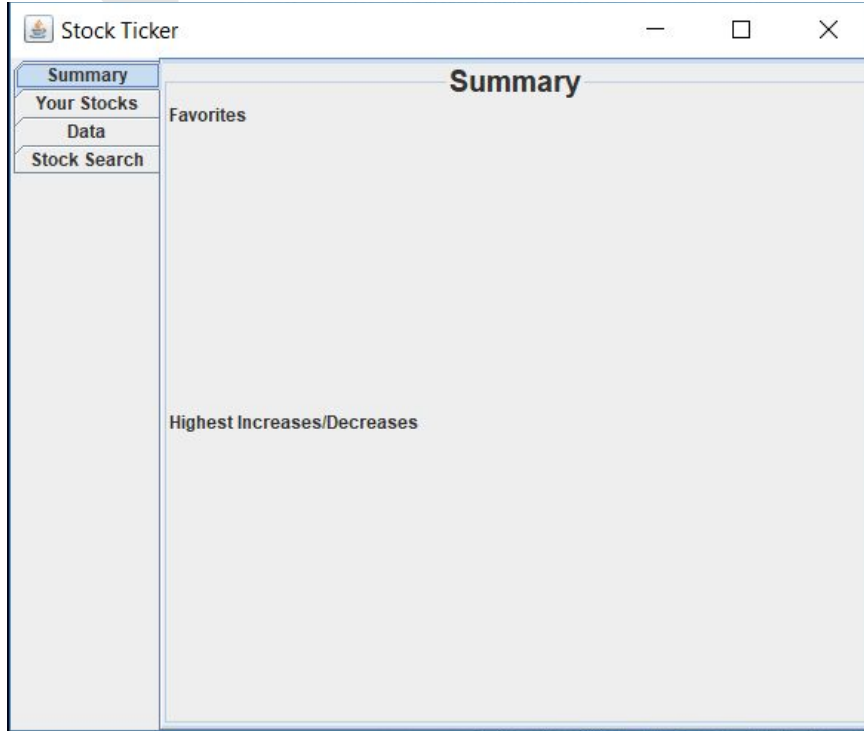 Stock Ticker
Summary
Your Stocks
Data
Stock Search
Summary
Favorites
Highest Increases/Decreases